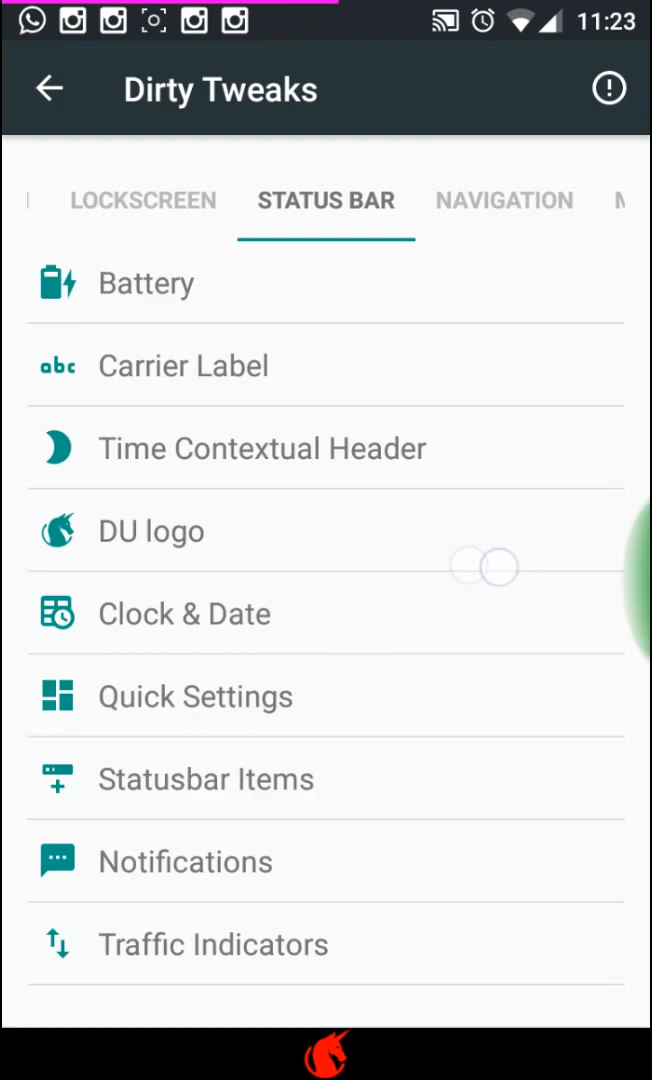 11:23
Dirty Tweaks
LOCKSCREEN STATUS BAR NAVIGATION
Battery
abc Carrier Label
Time Contextual Header
DU logo
Clock & Date
Quick Settings
Statusbar Items
Notifications
Traffic Indicators